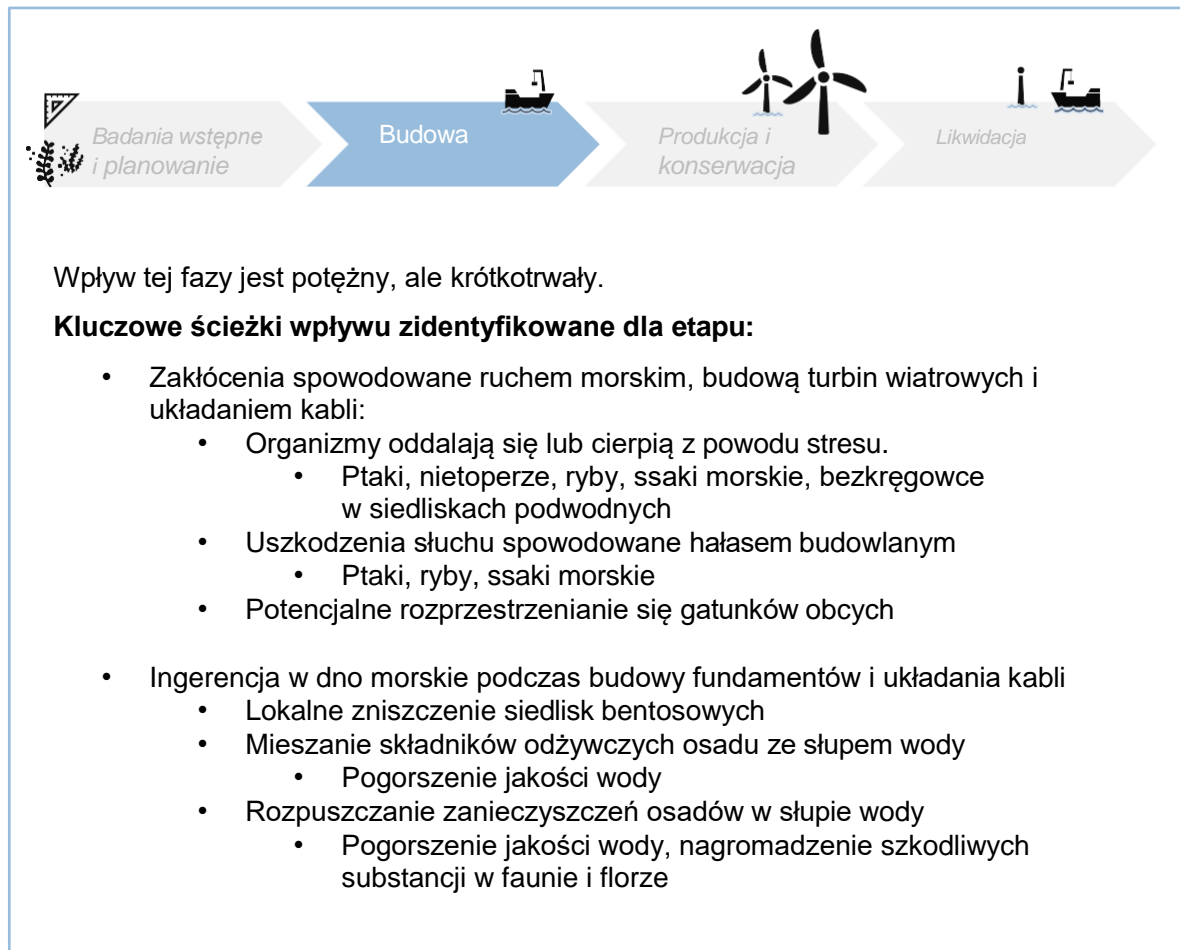 Badania wstępne
i planowanie
Budowa
Produkcja i
konserwacja
Likwidacja
Wpływ tej fazy jest potężny, ale krótkotrwały.
Kluczowe ścieżki wpływu zidentyfikowane dla etapu:
• Zakłócenia spowodowane ruchem morskim, budową turbin wiatrowych i
układaniem kabli:
• Organizmy oddalają się lub cierpią z powodu stresu.
• Ptaki, nietoperze, ryby, ssaki morskie, bezkręgowce
w siedliskach podwodnych
• Uszkodzenia słuchu spowodowane hałasem budowlanym
• Ptaki, ryby, ssaki morskie
• Potencjalne rozprzestrzenianie się gatunków obcych
• Ingerencja w dno morskie podczas budowy fundamentów i układania kabli
• Lokalne zniszczenie siedlisk bentosowych
• Mieszanie składników odżywczych osadu ze słupem wody
• Pogorszenie jakości wody
• Rozpuszczanie zanieczyszczeń osadów w słupie wody
• Pogorszenie jakości wody, nagromadzenie szkodliwych
substancji w faunie i florze